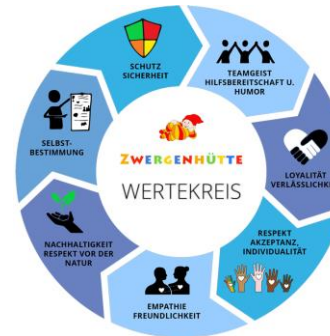 SCHUTZ
SICHERHEIT
TEAMGEIST
HILFSBEREITSCHAFT U.
HUMOR
LOYALITÄT
VERLÄSSLICHK
RESPEKT
AKZEPTANZ,
INDIVIDUALITÄT
EMPATHIE
FREUNDLICHKEIT
NACHHALTIGKEIT
RESPEKT VOR DER
NATUR
SELBST-
BESTIMMUNG
ZWERGENHÜTTE
WERTEKREIS